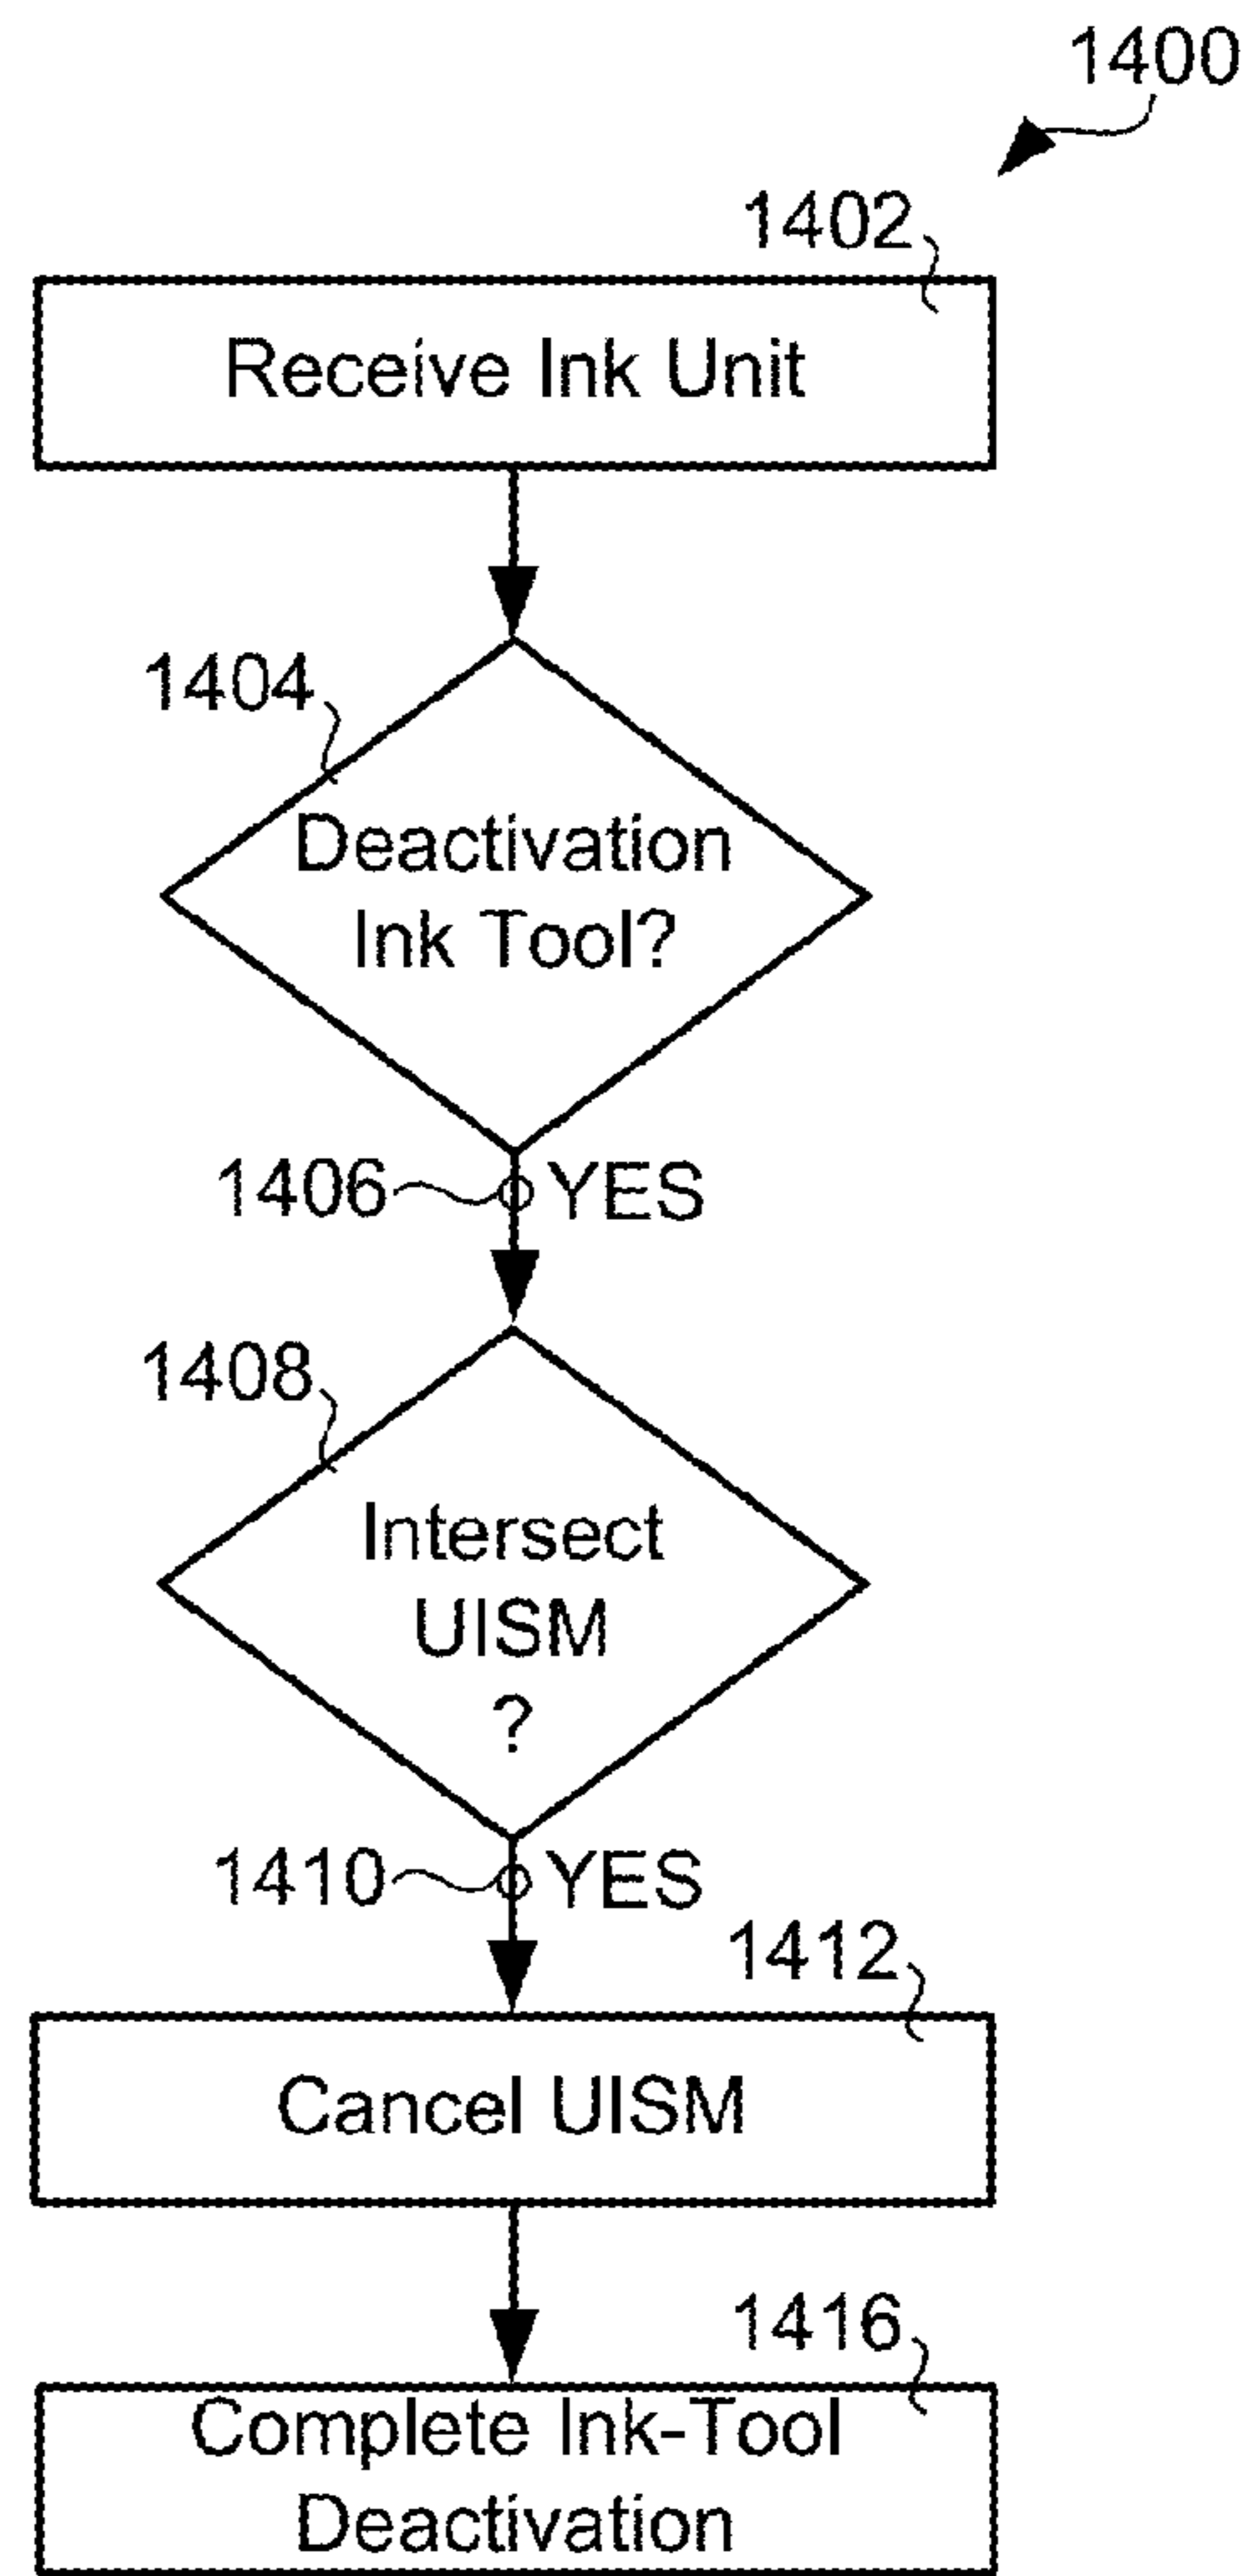 1400
1402
Receive Ink Unit
1404
Deactivation
Ink Tool?
1406
YES
1408
Intersect
UISM
?
1410
YES
1412
Cancel UISM
1416
Complete Ink-Tool
Deactivation